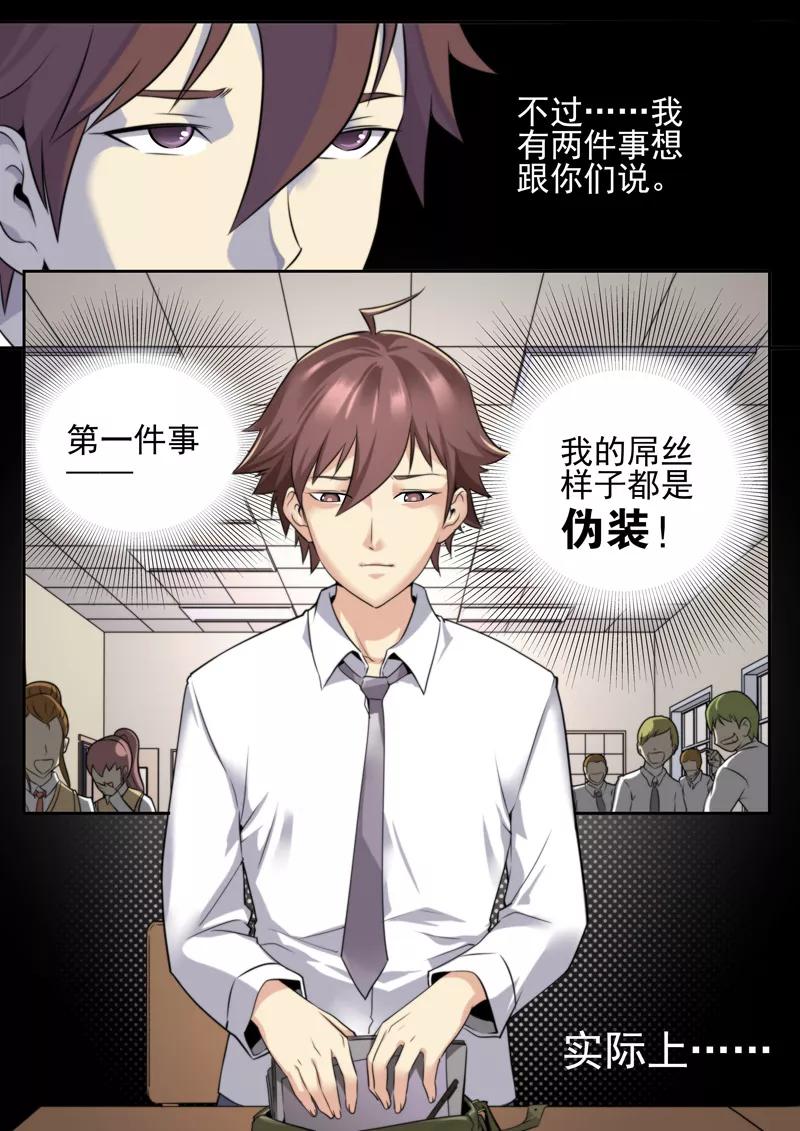 不过……我
有两件事想
跟你们说。
第一件事
——
我的屌丝
样子都是
伪装!
实际上……